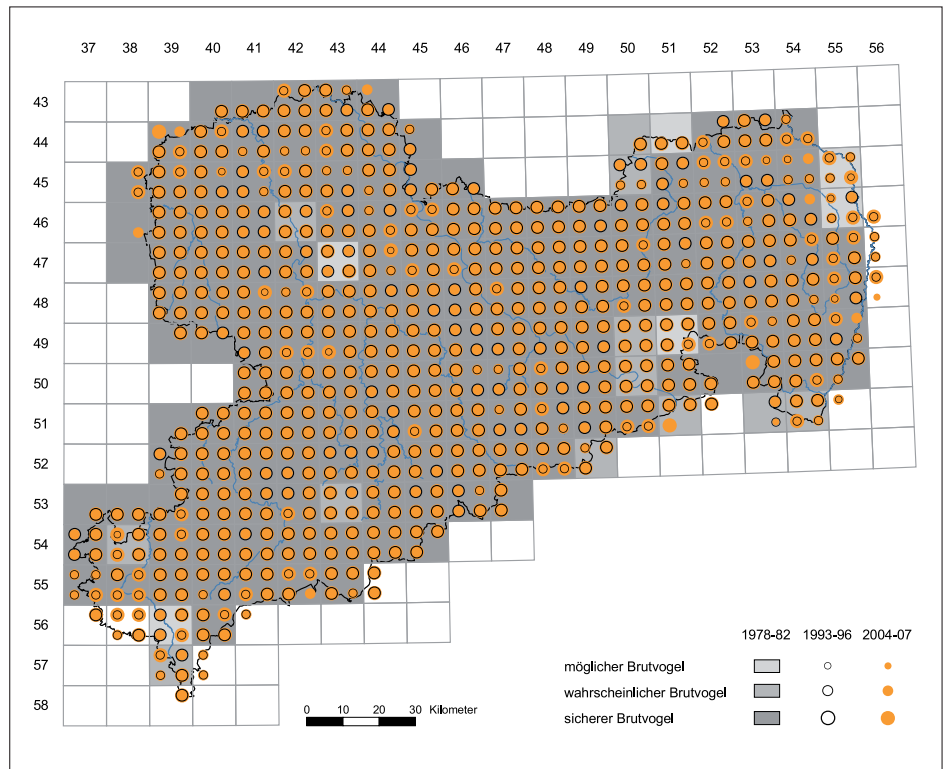 37 38 39 40 41 42 43 44 45 46 47 48 49 50 51 52 53 54 55 56
43
44
45
46
47
48
49
50
51
52
53
54
55
56
57
58
1978-82 1993-96 2004-07
möglicher Brutvogel
wahrscheinlicher Brutvogel
sicherer Brutvogel
0 10 20 30 Kilometer